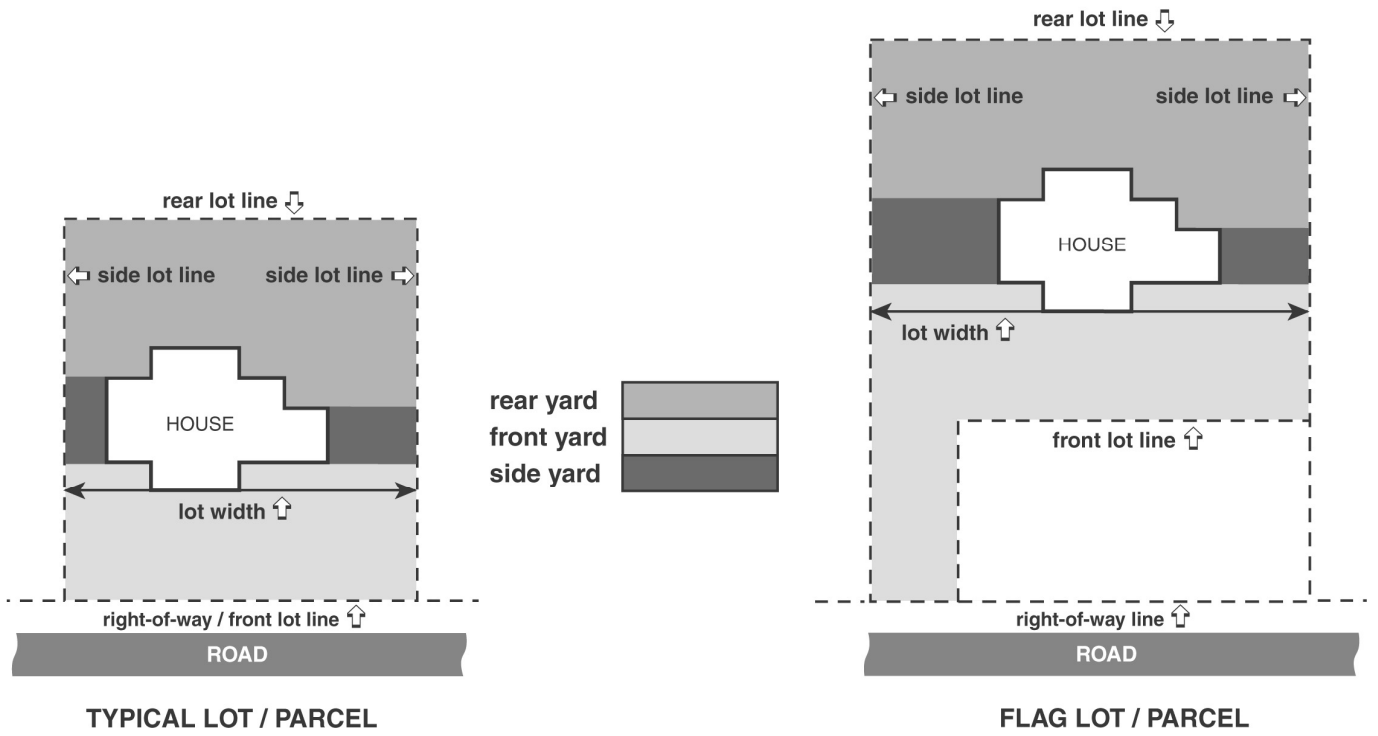 rear lot line
side lot line
side lot line
HOUSE
lot width
right-of-way / front lot line
ROAD
TYPICAL LOT / PARCEL
rear yard
front yard
side yard
rear lot line
side lot line
side lot line
HOUSE
lot width
front lot line
right-of-way line
ROAD
FLAG LOT / PARCEL